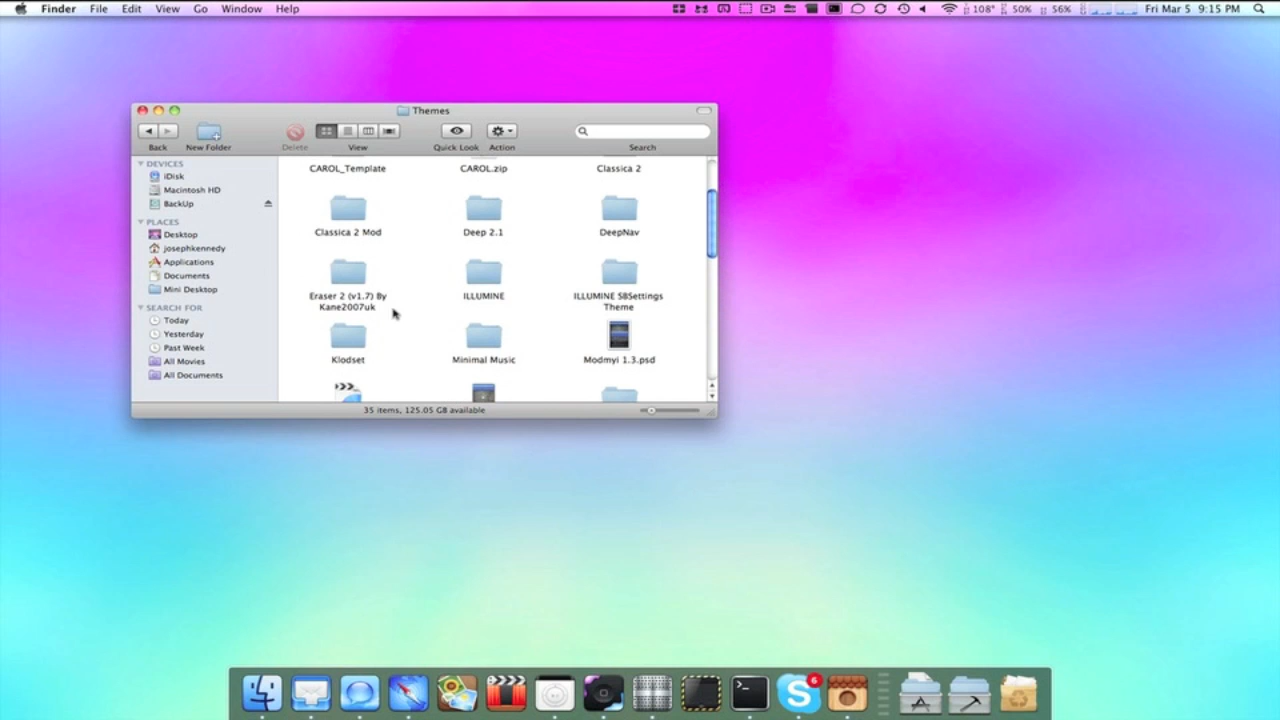 Finder File Edit View Go Window Help
108° 50% 56% Fri Mar 5 9:15 PM
Themes
Back New Folder Delete View Quick Look Action Search
DEVICES
iDisk
Macintosh HD
BackUp
PLACES
Desktop
josephkennedy
Applications
Documents
Mini Desktop
SEARCH FOR
Today
Yesterday
Past Week
All Movies
All Documents
CAROL_Template CAROL.zip Classica 2
Classica 2 Mod Deep 2.1 DeepNav
Eraser 2 (v1.7) By ILLUMINE ILLUMINE SBSettings
Kane2007uk Theme
Klodset Minimal Music Modmyi 1.3.psd
35 items, 125.05 GB available
6